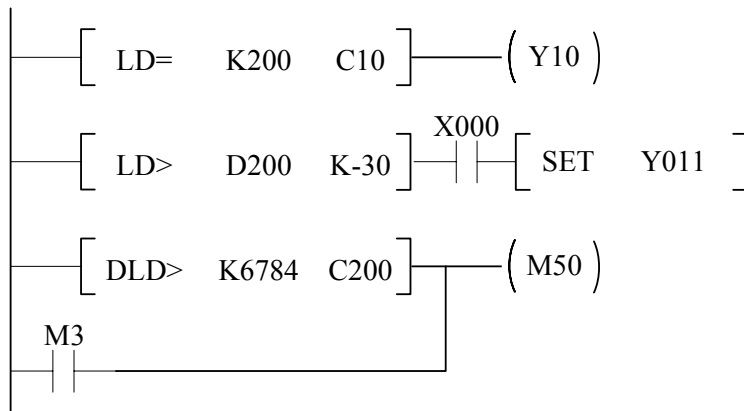 LD= K200 C10 Y10
X000
LD> D200 K-30 SET Y011
DLD> K6784 C200 M50
M3